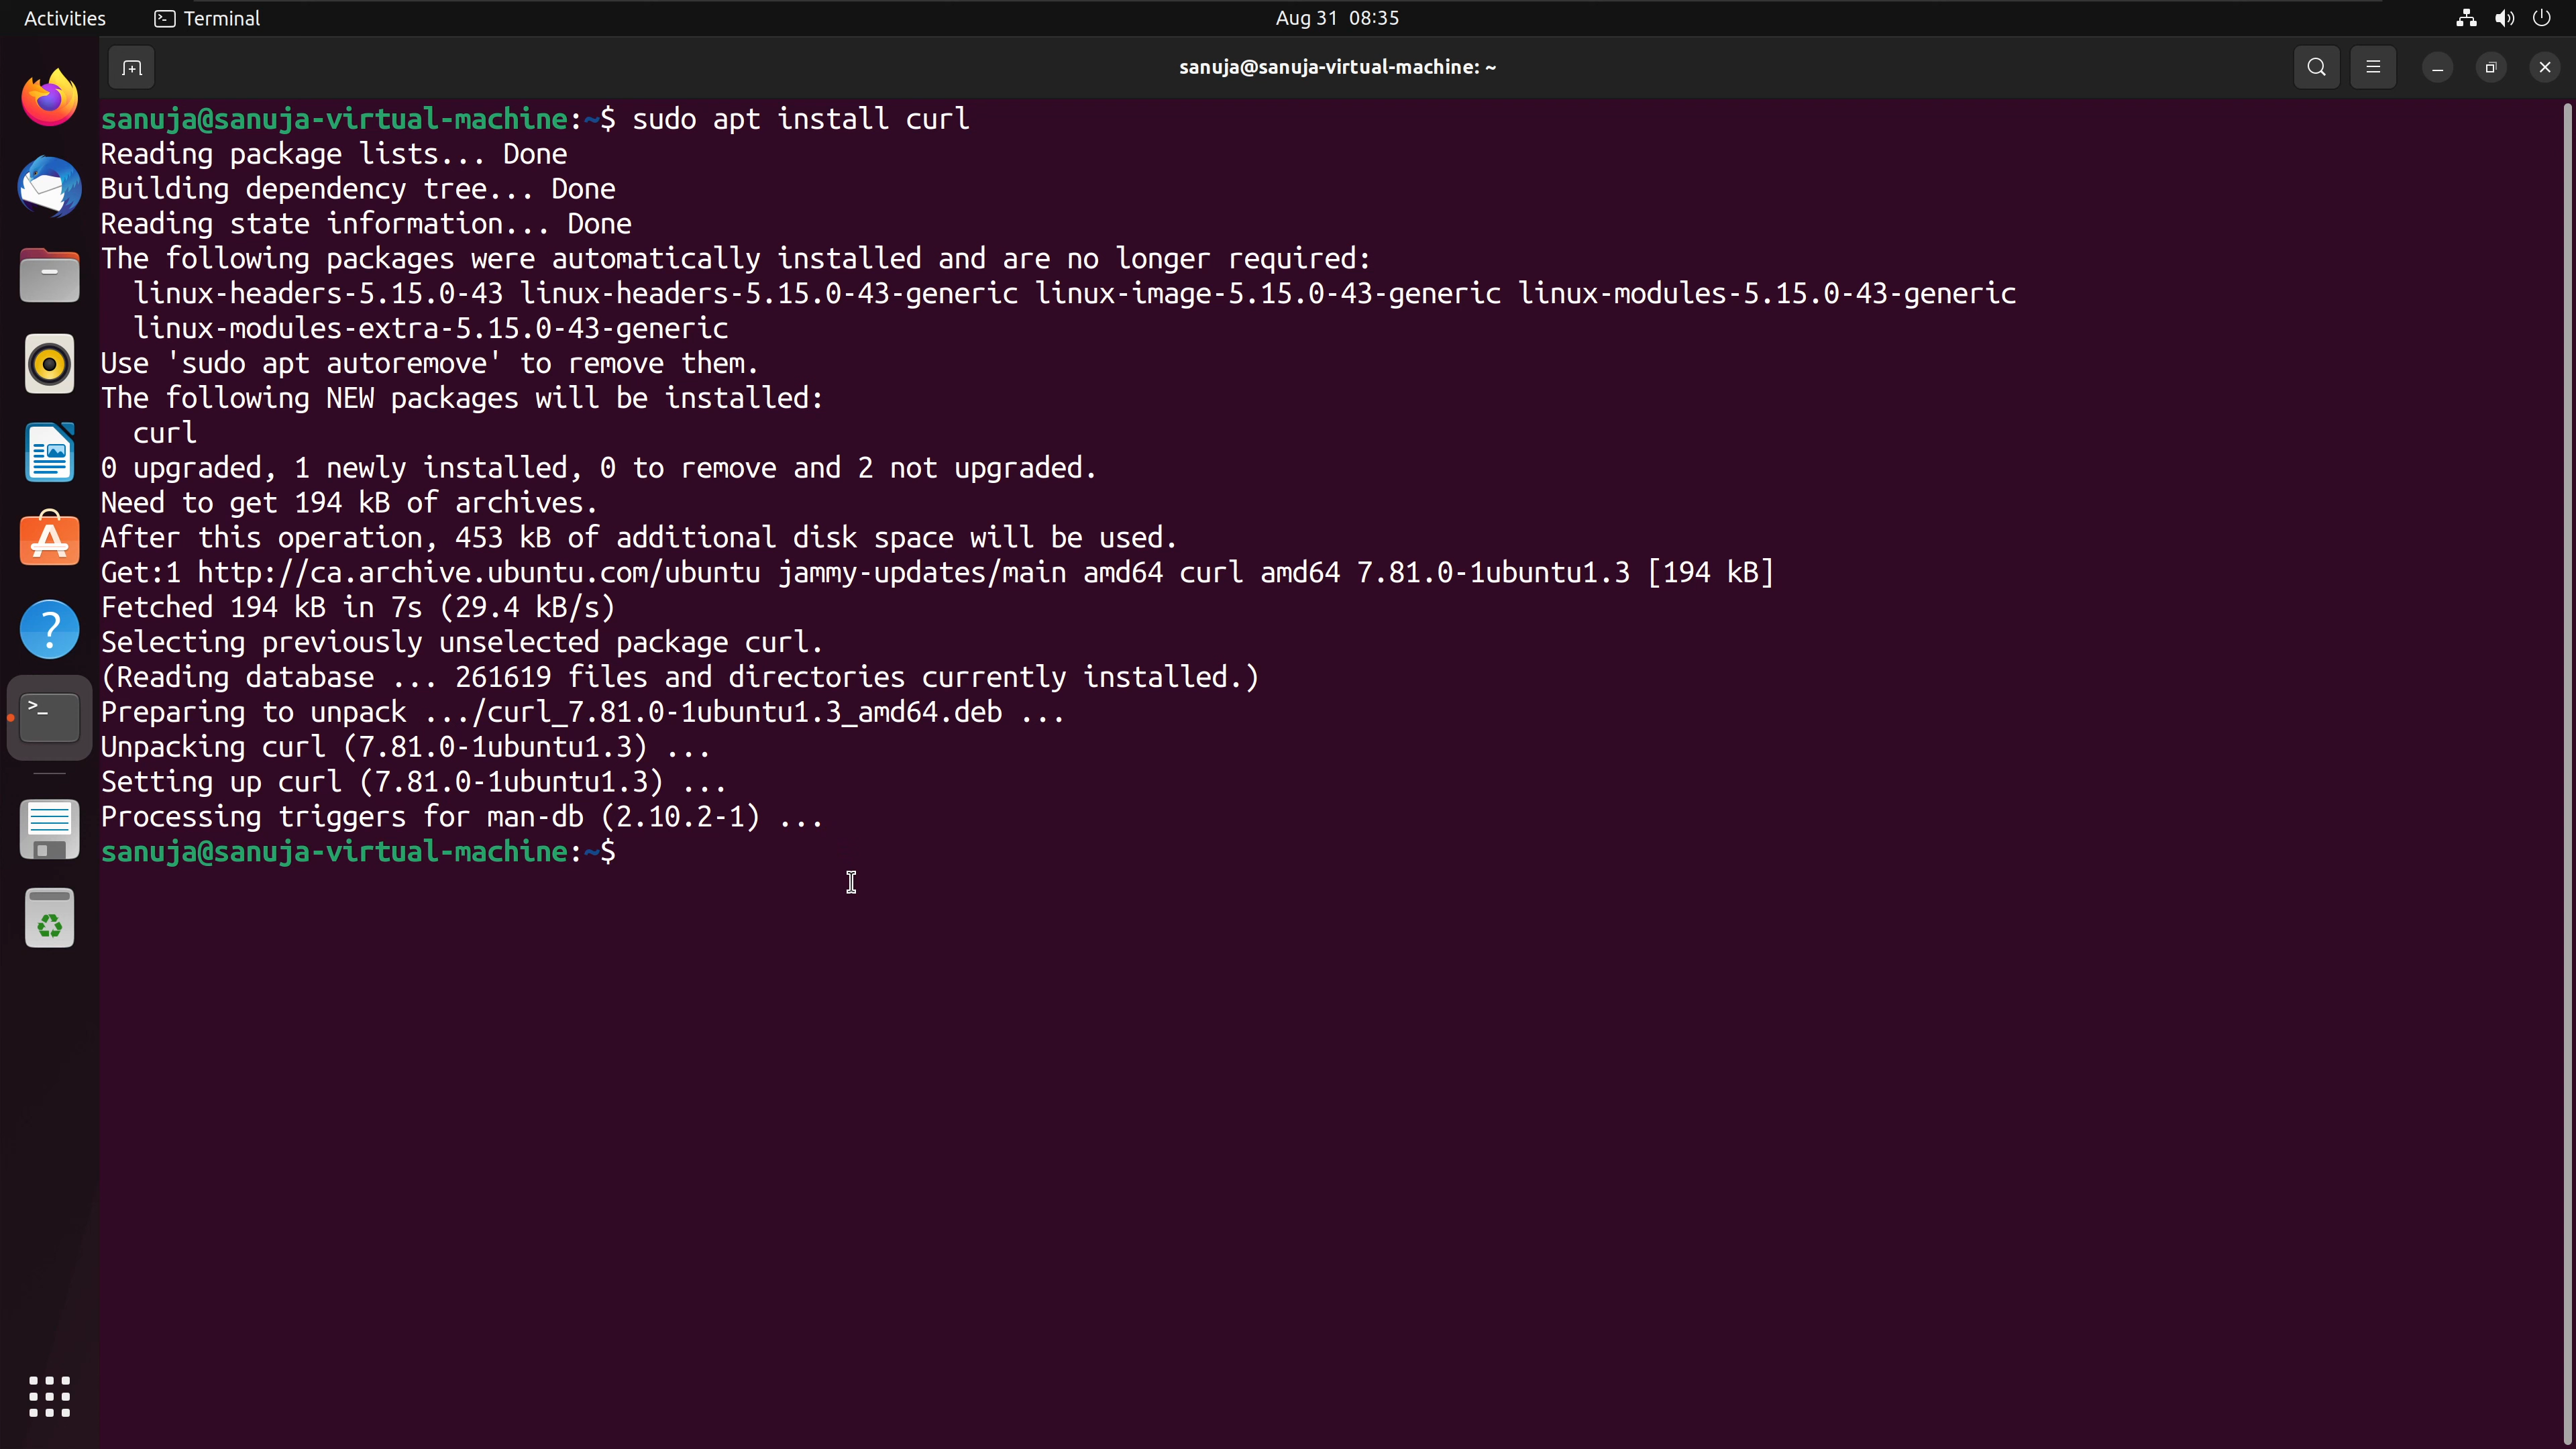 Activities Terminal Aug 31 08:35
sanuja@sanuja-virtual-machine: ~
sanuja@sanuja-virtual-machine:~$ sudo apt install curl
Reading package lists... Done
Building dependency tree... Done
Reading state information... Done
The following packages were automatically installed and are no longer required:
  linux-headers-5.15.0-43 linux-headers-5.15.0-43-generic linux-image-5.15.0-43-generic linux-modules-5.15.0-43-generic
  linux-modules-extra-5.15.0-43-generic
Use 'sudo apt autoremove' to remove them.
The following NEW packages will be installed:
  curl
0 upgraded, 1 newly installed, 0 to remove and 2 not upgraded.
Need to get 194 kB of archives.
After this operation, 453 kB of additional disk space will be used.
Get:1 http://ca.archive.ubuntu.com/ubuntu jammy-updates/main amd64 curl amd64 7.81.0-1ubuntu1.3 [194 kB]
Fetched 194 kB in 7s (29.4 kB/s)
Selecting previously unselected package curl.
(Reading database ... 261619 files and directories currently installed.)
Preparing to unpack .../curl_7.81.0-1ubuntu1.3_amd64.deb ...
Unpacking curl (7.81.0-1ubuntu1.3) ...
Setting up curl (7.81.0-1ubuntu1.3) ...
Processing triggers for man-db (2.10.2-1) ...
sanuja@sanuja-virtual-machine:~$